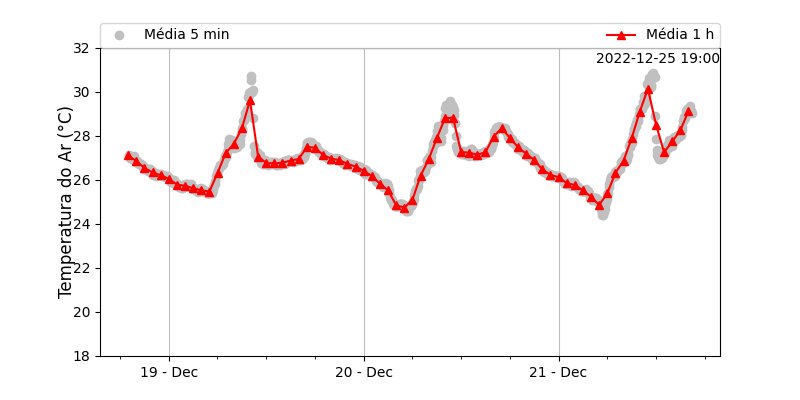 Média 5 min
Média 1 h
2022-12-25 19:00
Temperatura do Ar (°C)
32
30
28
26
24
22
20
18
19 - Dec
20 - Dec
21 - Dec